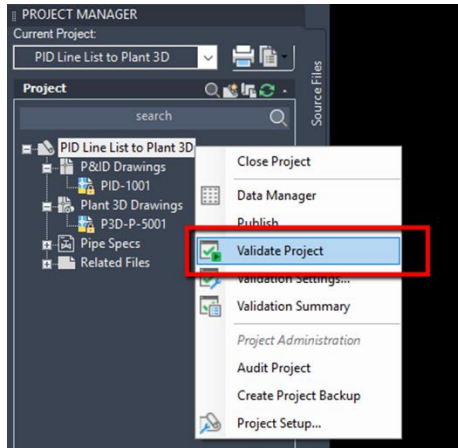 PROJECT MANAGER
Current Project:
PID Line List to Plant 3D
Project
search
Source Files
PID Line List to Plant 3D
P&ID Drawings
PID-1001
Plant 3D Drawings
P3D-P-5001
Pipe Specs
Related Files
Close Project
Data Manager
Publish
Validate Project
Validation Settings...
Validation Summary
Project Administration
Audit Project
Create Project Backup
Project Setup...